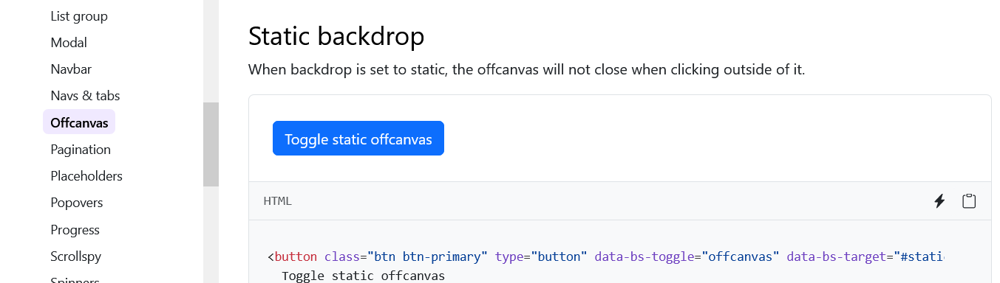 List group
Modal
Navbar
Navs & tabs
Offcanvas
Pagination
Placeholders
Popovers
Progress
Scrollspy
Spinners
Static backdrop
When backdrop is set to static, the offcanvas will not close when clicking outside of it.
Toggle static offcanvas
HTML
<button class="btn btn-primary" type="button" data-bs-toggle="offcanvas" data-bs-target="#stati
Toggle static offcanvas